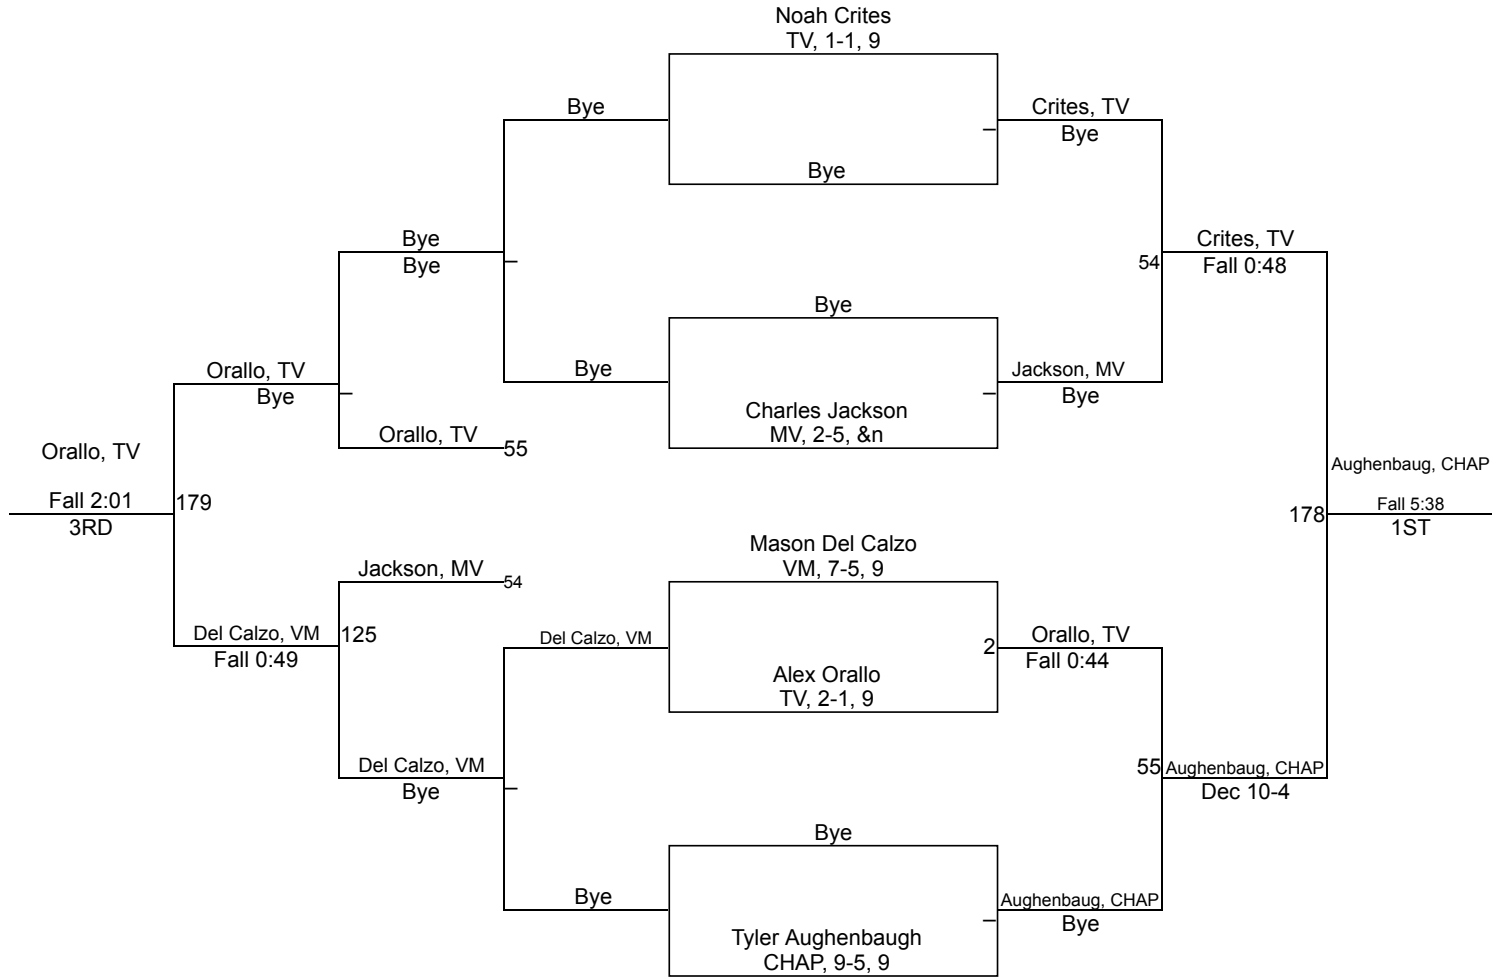 Noah Crites
TV, 1-1, 9
Bye
Crites, TV
Bye
Bye
Bye
Crites, TV
Bye
54
Fall 0:48
Bye
Orallo, TV
Bye
Jackson, MV
Bye
Bye
Charles Jackson
MV, 2-5, &n
Orallo, TV
55
Orallo, TV
Aughenbaug, CHAP
Fall 2:01
179
178
Fall 5:38
3RD
1ST
Mason Del Calzo
VM, 7-5, 9
Jackson, MV
54
Del Calzo, VM
125
Del Calzo, VM
2
Orallo, TV
Fall 0:49
Fall 0:44
Alex Orallo
TV, 2-1, 9
Del Calzo, VM
55
Aughenbaug, CHAP
Bye
Dec 10-4
Bye
Bye
Aughenbaug, CHAP
Bye
Tyler Aughenbaugh
CHAP, 9-5, 9